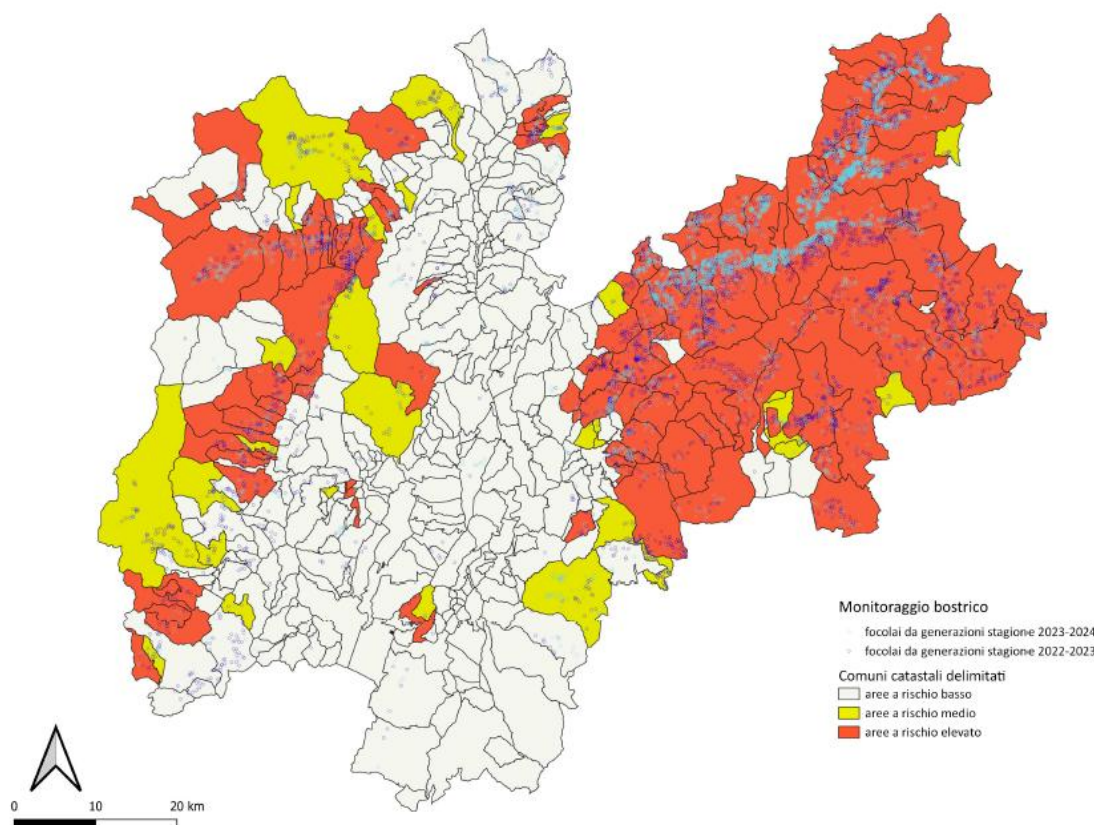 Monitoraggio bostrico
focolai da generazioni stagione 2023-2024
focolai da generazioni stagione 2022-2023
Comuni catastali delimitati
aree a rischio basso
aree a rischio medio
aree a rischio elevato
0 10 20 km